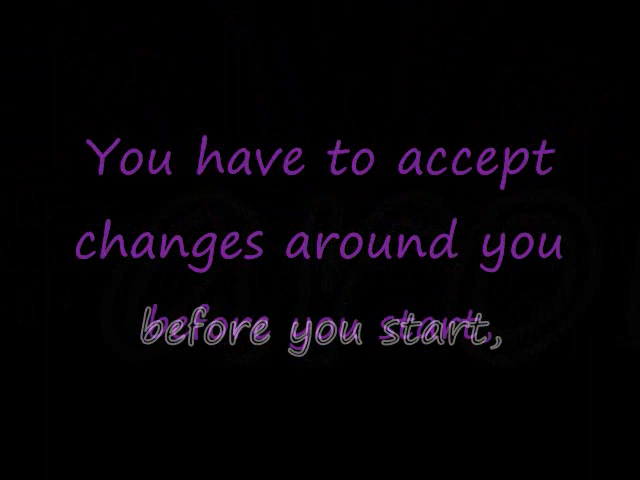 You have to accept
changes around you
before you start,